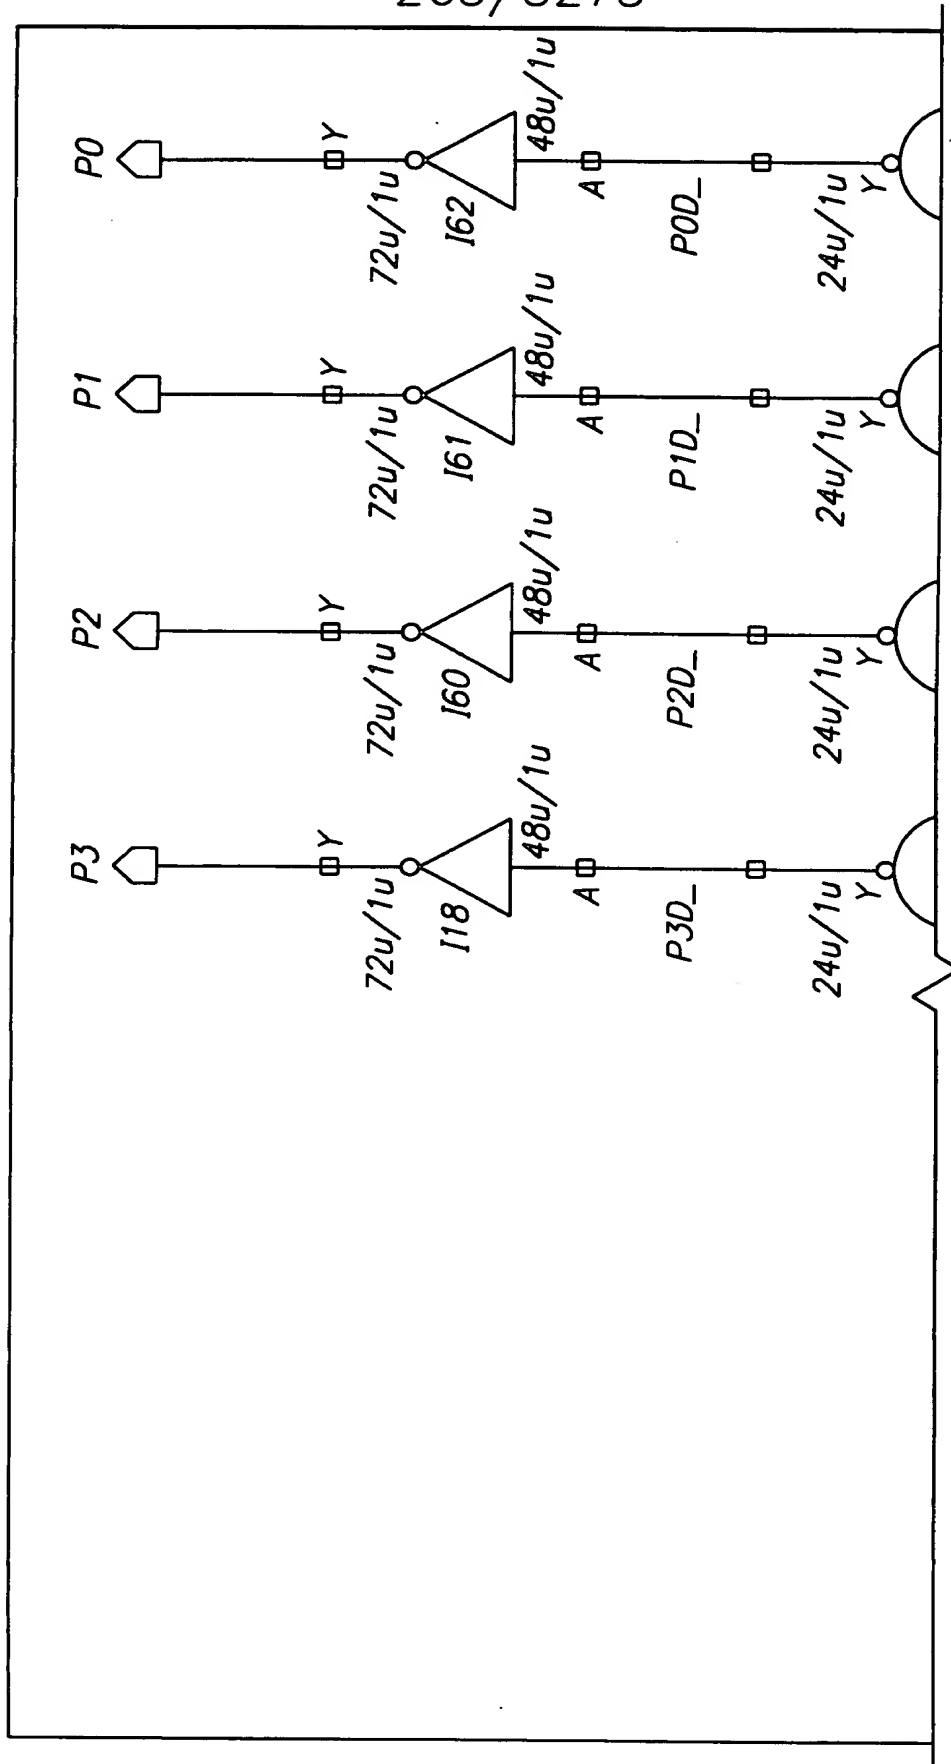 P0
Y
72u/1u
I62
48u/1u
A
P0D_
24u/1u
Y
P1
Y
72u/1u
I61
48u/1u
A
P1D_
24u/1u
Y
P2
Y
72u/1u
I60
48u/1u
A
P2D_
24u/1u
Y
P3
Y
72u/1u
I18
48u/1u
A
P3D_
24u/1u
Y